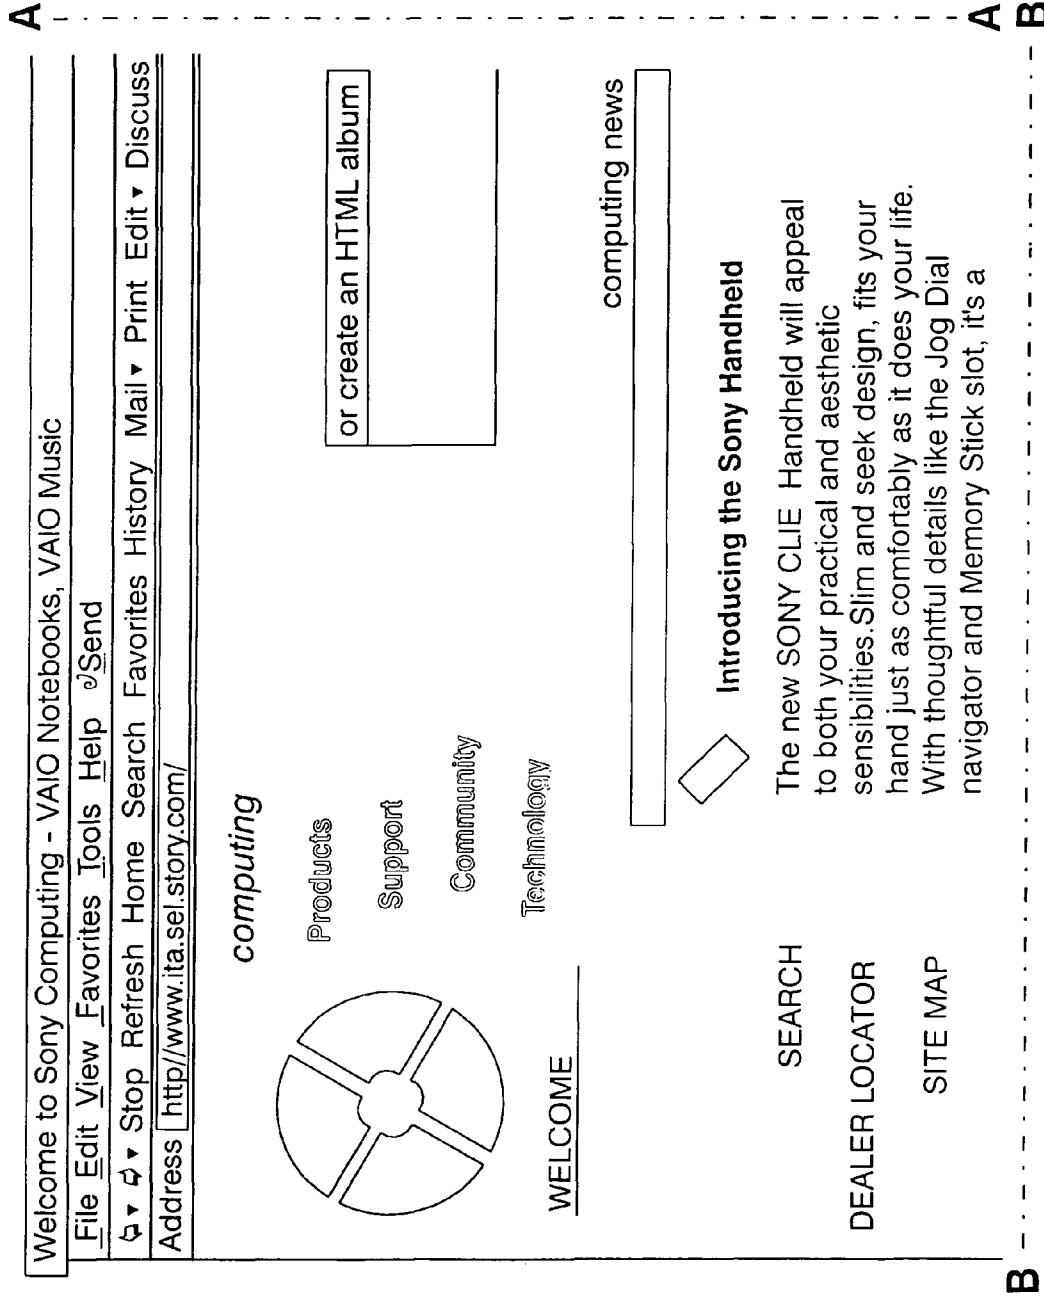 A
A
B
Welcome to Sony Computing - VAIO Notebooks, VAIO Music
File Edit View Favorites Tools Help Send
Stop Refresh Home Search Favorites History Mail ▾ Print Edit ▾ Discuss
Address http//www.ita.sel.story.com/
computing
Products
Support
Community
Technology
or create an HTML album
WELCOME
computing news
Introducing the Sony Handheld
The new SONY CLIE Handheld will appeal
to both your practical and aesthetic
sensibilities.Slim and seek design, fits your
hand just as comfortably as it does your life.
With thoughtful details like the Jog Dial
navigator and Memory Stick slot, it's a
SEARCH
DEALER LOCATOR
SITE MAP
B